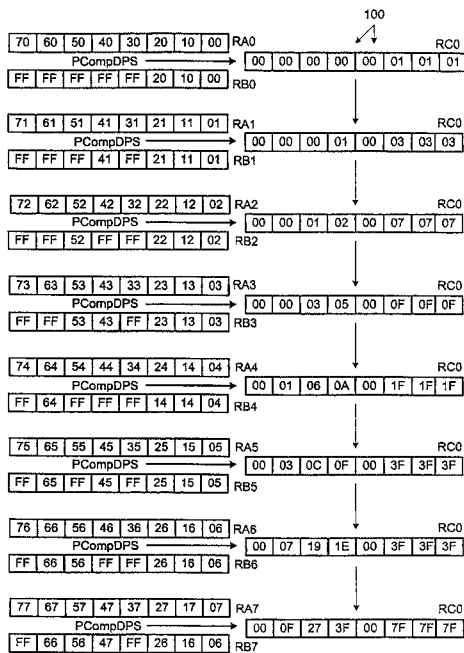 100
70 60 50 40 30 20 10 00 RA0 RC0
PCompDPS 00 00 00 00 00 01 01 01
FF FF FF FF FF 20 10 00 RB0
71 61 51 41 31 21 11 01 RA1 RC0
PCompDPS 00 00 00 01 00 03 03 03
FF FF FF 41 FF 21 11 01 RB1
72 62 52 42 32 22 12 02 RA2 RC0
PCompDPS 00 00 01 02 00 07 07 07
FF FF 52 FF FF 22 12 02 RB2
73 63 53 43 33 23 13 03 RA3 RC0
PCompDPS 00 00 03 05 00 0F 0F 0F
FF FF 53 43 FF 23 13 03 RB3
74 64 54 44 34 24 14 04 RA4 RC0
PCompDPS 00 01 06 0A 00 1F 1F 1F
FF 64 FF FF FF 14 14 04 RB4
75 65 55 45 35 25 15 05 RA5 RC0
PCompDPS 00 03 0C 0F 00 3F 3F 3F
FF 65 FF 45 FF 25 15 05 RB5
76 66 56 46 36 26 16 06 RA6 RC0
PCompDPS 00 07 19 1E 00 3F 3F 3F
FF 66 56 FF FF 26 16 06 RB6
77 67 57 47 37 27 17 07 RA7 RC0
PCompDPS 00 0F 27 3F 00 7F 7F 7F
FF 66 56 47 FF 26 16 06 RB7